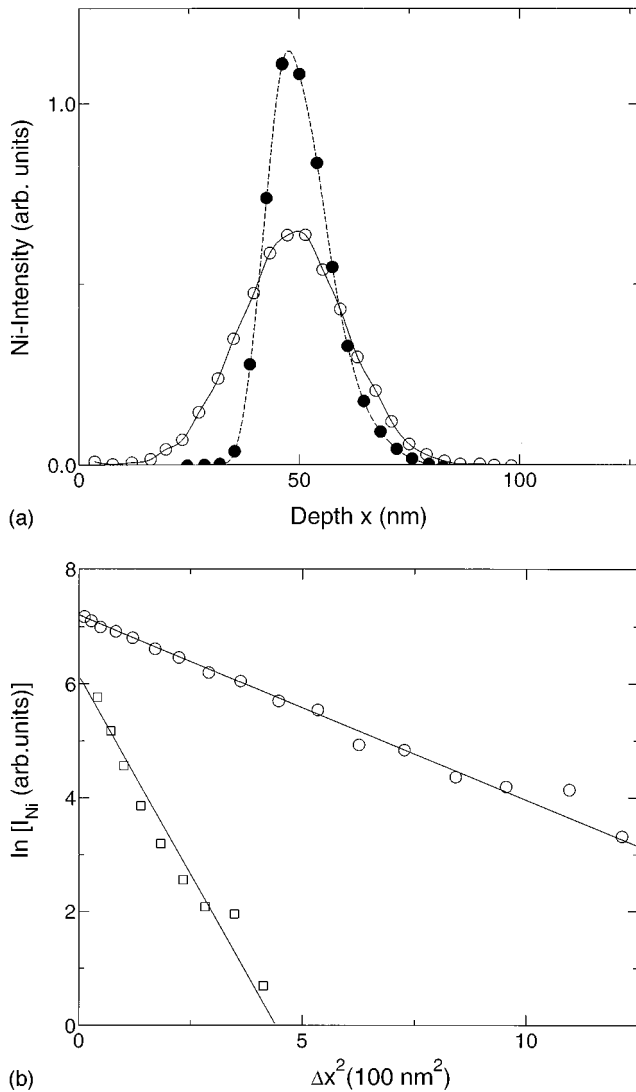 1.0
0.0
Ni-Intensity (arb. units)
0
50
100
Depth x (nm)
(a)
8
6
4
2
0
ln [I_Ni (arb.units)]
0
5
10
Δx²(100 nm²)
(b)